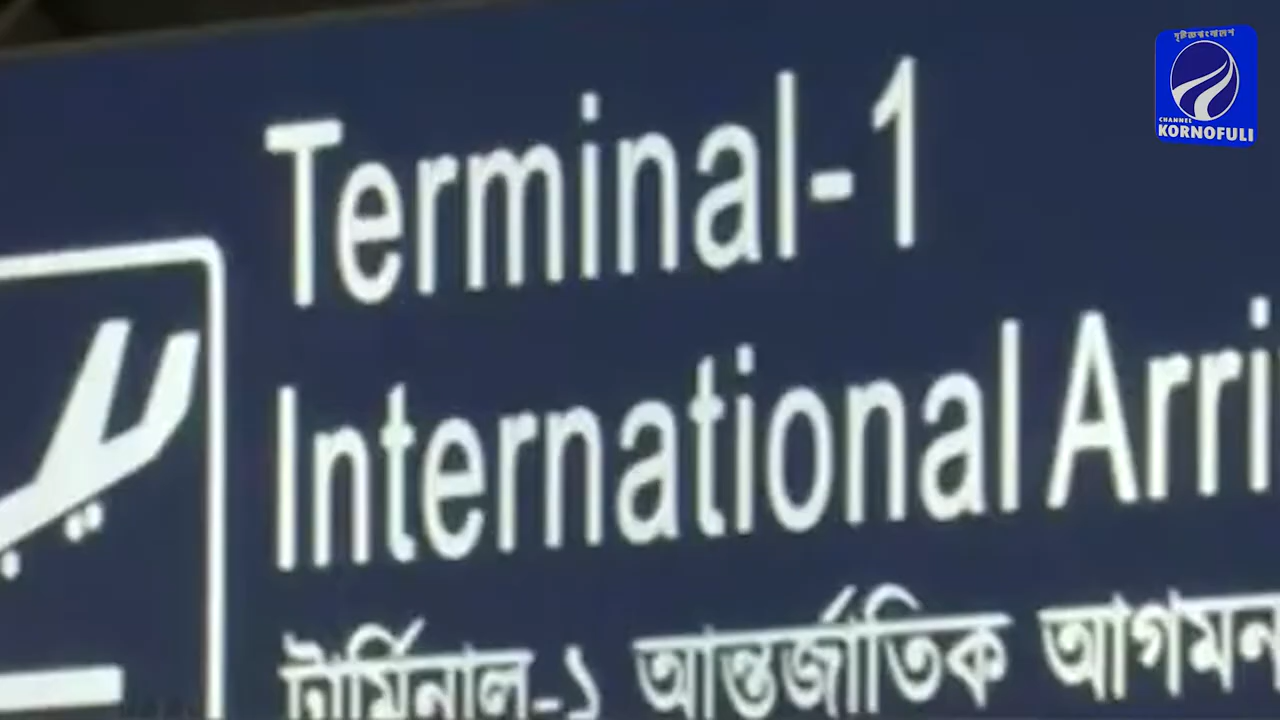 Terminal-1
International Arri
টার্মিনাল-১ আন্তর্জাতিক আগমন
CHANNEL
KORNOFULI